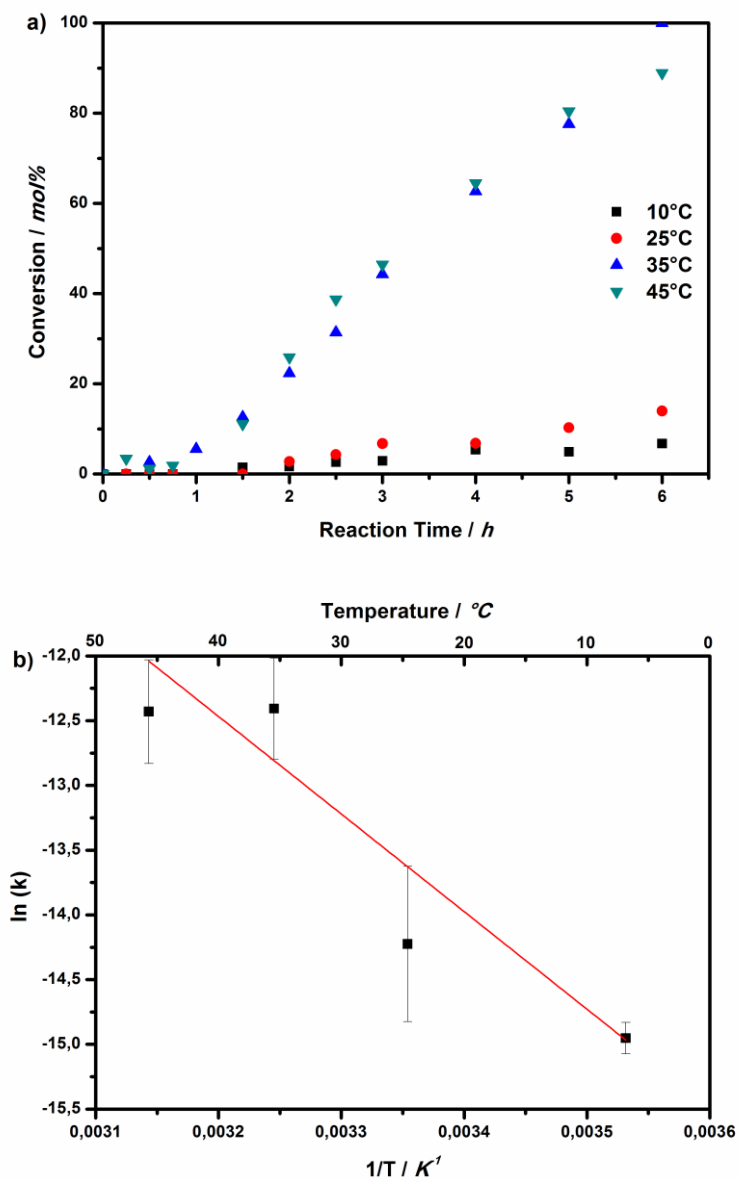 a)
100
80
60
40
20
0
Conversion / mol%
10°C
25°C
35°C
45°C
0 1 2 3 4 5 6
Reaction Time / h
Temperature / °C
50 40 30 20 10 0
b)
-12,0
-12,5
-13,0
-13,5
-14,0
-14,5
-15,0
-15,5
ln (k)
0,0031 0,0032 0,0033 0,0034 0,0035 0,0036
1/T / K¹